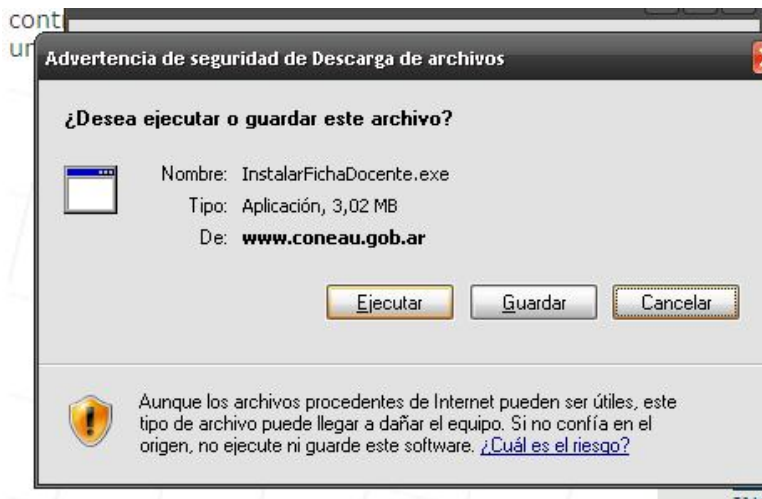 conti
un
Advertencia de seguridad de Descarga de archivos
¿Desea ejecutar o guardar este archivo?
Nombre: InstalarFichaDocente.exe
Tipo: Aplicación, 3,02 MB
De: www.coneau.gob.ar
Ejecutar Guardar Cancelar
Aunque los archivos procedentes de Internet pueden ser útiles, este
tipo de archivo puede llegar a dañar el equipo. Si no confía en el
origen, no ejecute ni guarde este software. ¿Cuál es el riesgo?